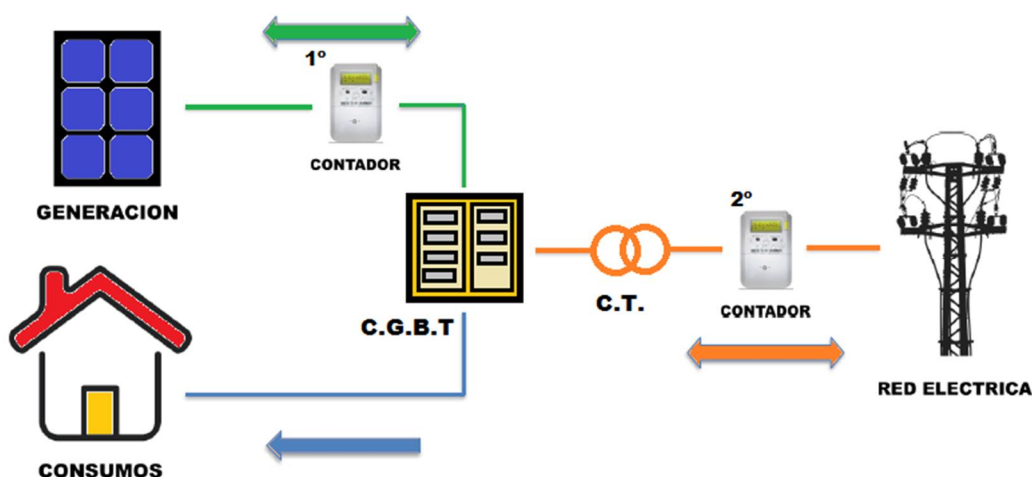 1º
CONTADOR
GENERACION
2º
C.G.B.T
C.T.
CONTADOR
RED ELECTRICA
CONSUMOS